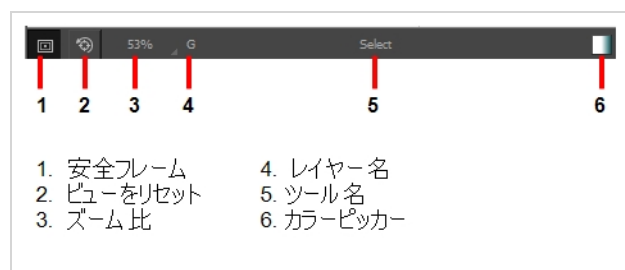 53% G Select
1 2 3 4 5 6
1. 安全フレーム 4. レイヤー名
2. ビューをリセット 5. ツール名
3. ズーム比 6. カラーピッカー